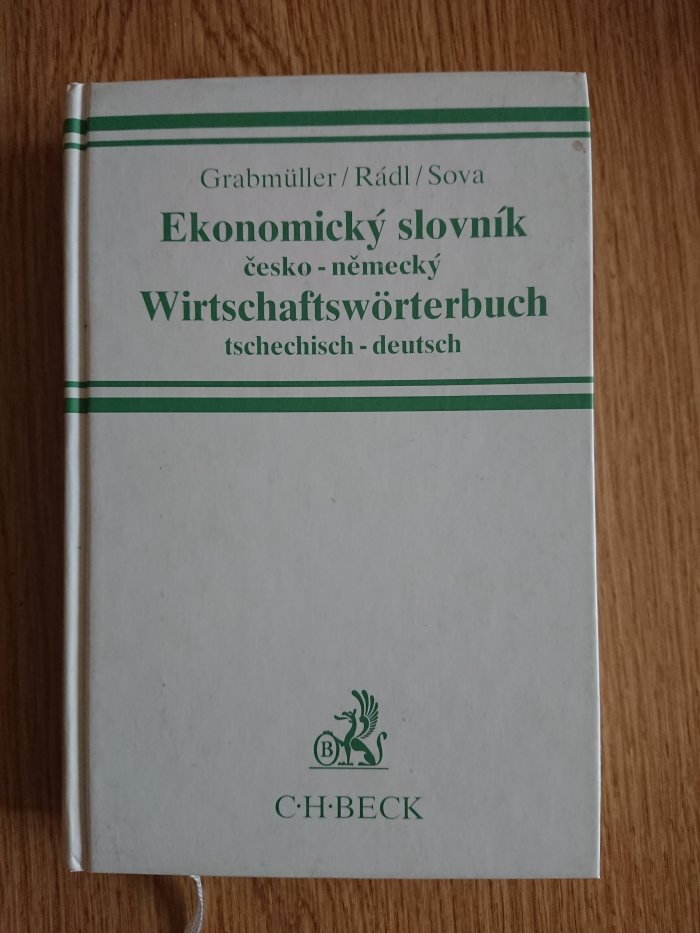 Grabmüller / Rádl / Sova
Ekonomický slovník
česko - německý
Wirtschaftswörterbuch
tschechisch - deutsch
B
C·H·BECK